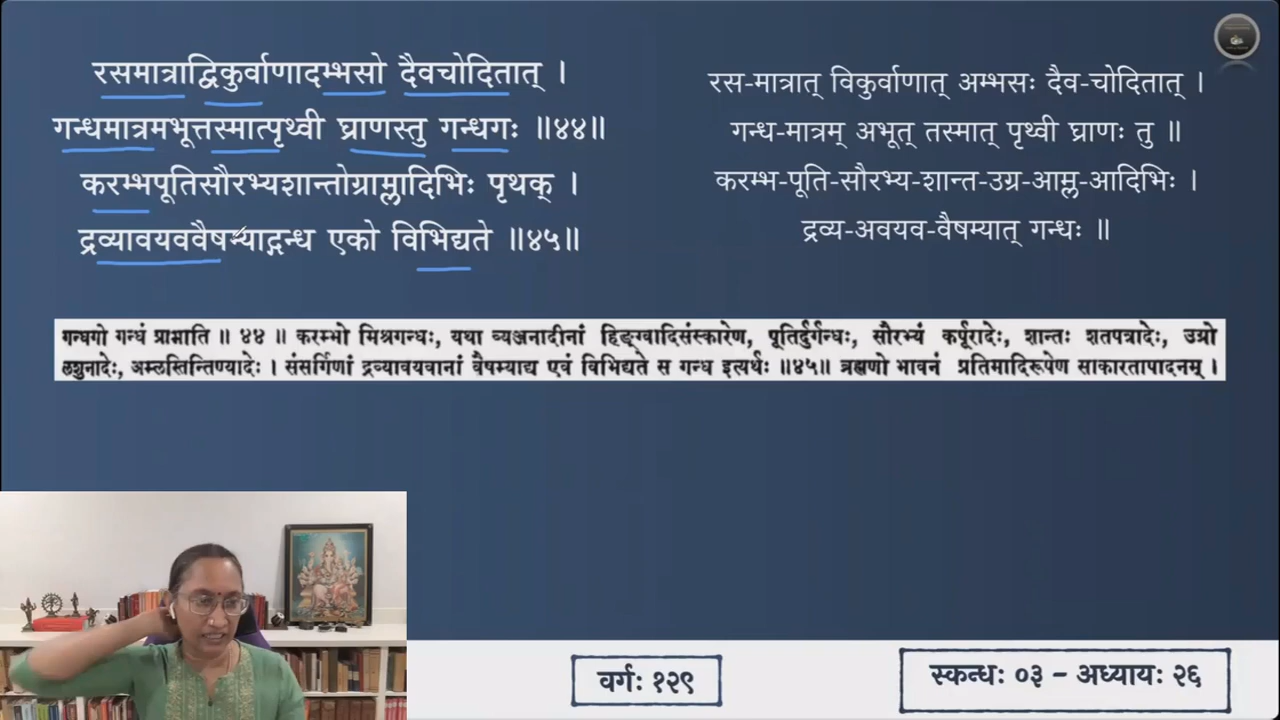 रसमात्राद्विकुर्वाणादम्भसो दैवचोदितात् ।
गन्धमात्रमभूत्तस्मात्पृथ्वी घ्राणस्तु गन्धगः ॥४४॥
करम्भपूतिसौरभ्यशान्तोग्राम्लादिभिः पृथक् ।
द्रव्यावयववैषम्याद्गन्ध एको विभिद्यते ॥४५॥
रस-मात्रात् विकुर्वाणात् अम्भसः दैव-चोदितात् ।
गन्ध-मात्रम् अभूत् तस्मात् पृथ्वी घ्राणः तु ॥
करम्भ-पूति-सौरभ्य-शान्त-उग्र-आम्ल-आदिभिः ।
द्रव्य-अवयव-वैषम्यात् गन्धः ॥
गन्धगो गन्धं प्राप्नाति ॥ ४४ ॥ करम्भो मिश्रगन्धः, यथा व्यञ्जनादीनां हिङ्ग्वादिसंस्कारेण, पूतिर्दुर्गन्धः, सौरभ्यं कर्पूरादेः, शान्तः शतपत्रादेः, उग्रो
लशुनादेः, अम्लस्तिन्तिण्यादेः । संसर्गिणां द्रव्यावयवानां वैषम्याद्य एवं विभिद्यते स गन्ध इत्यर्थः ॥४५॥ ब्रह्मणो भावनं प्रतिमादिरूपेण साकारतापादनम् ।
वर्गः १२९
स्कन्धः ०३ – अध्यायः २६